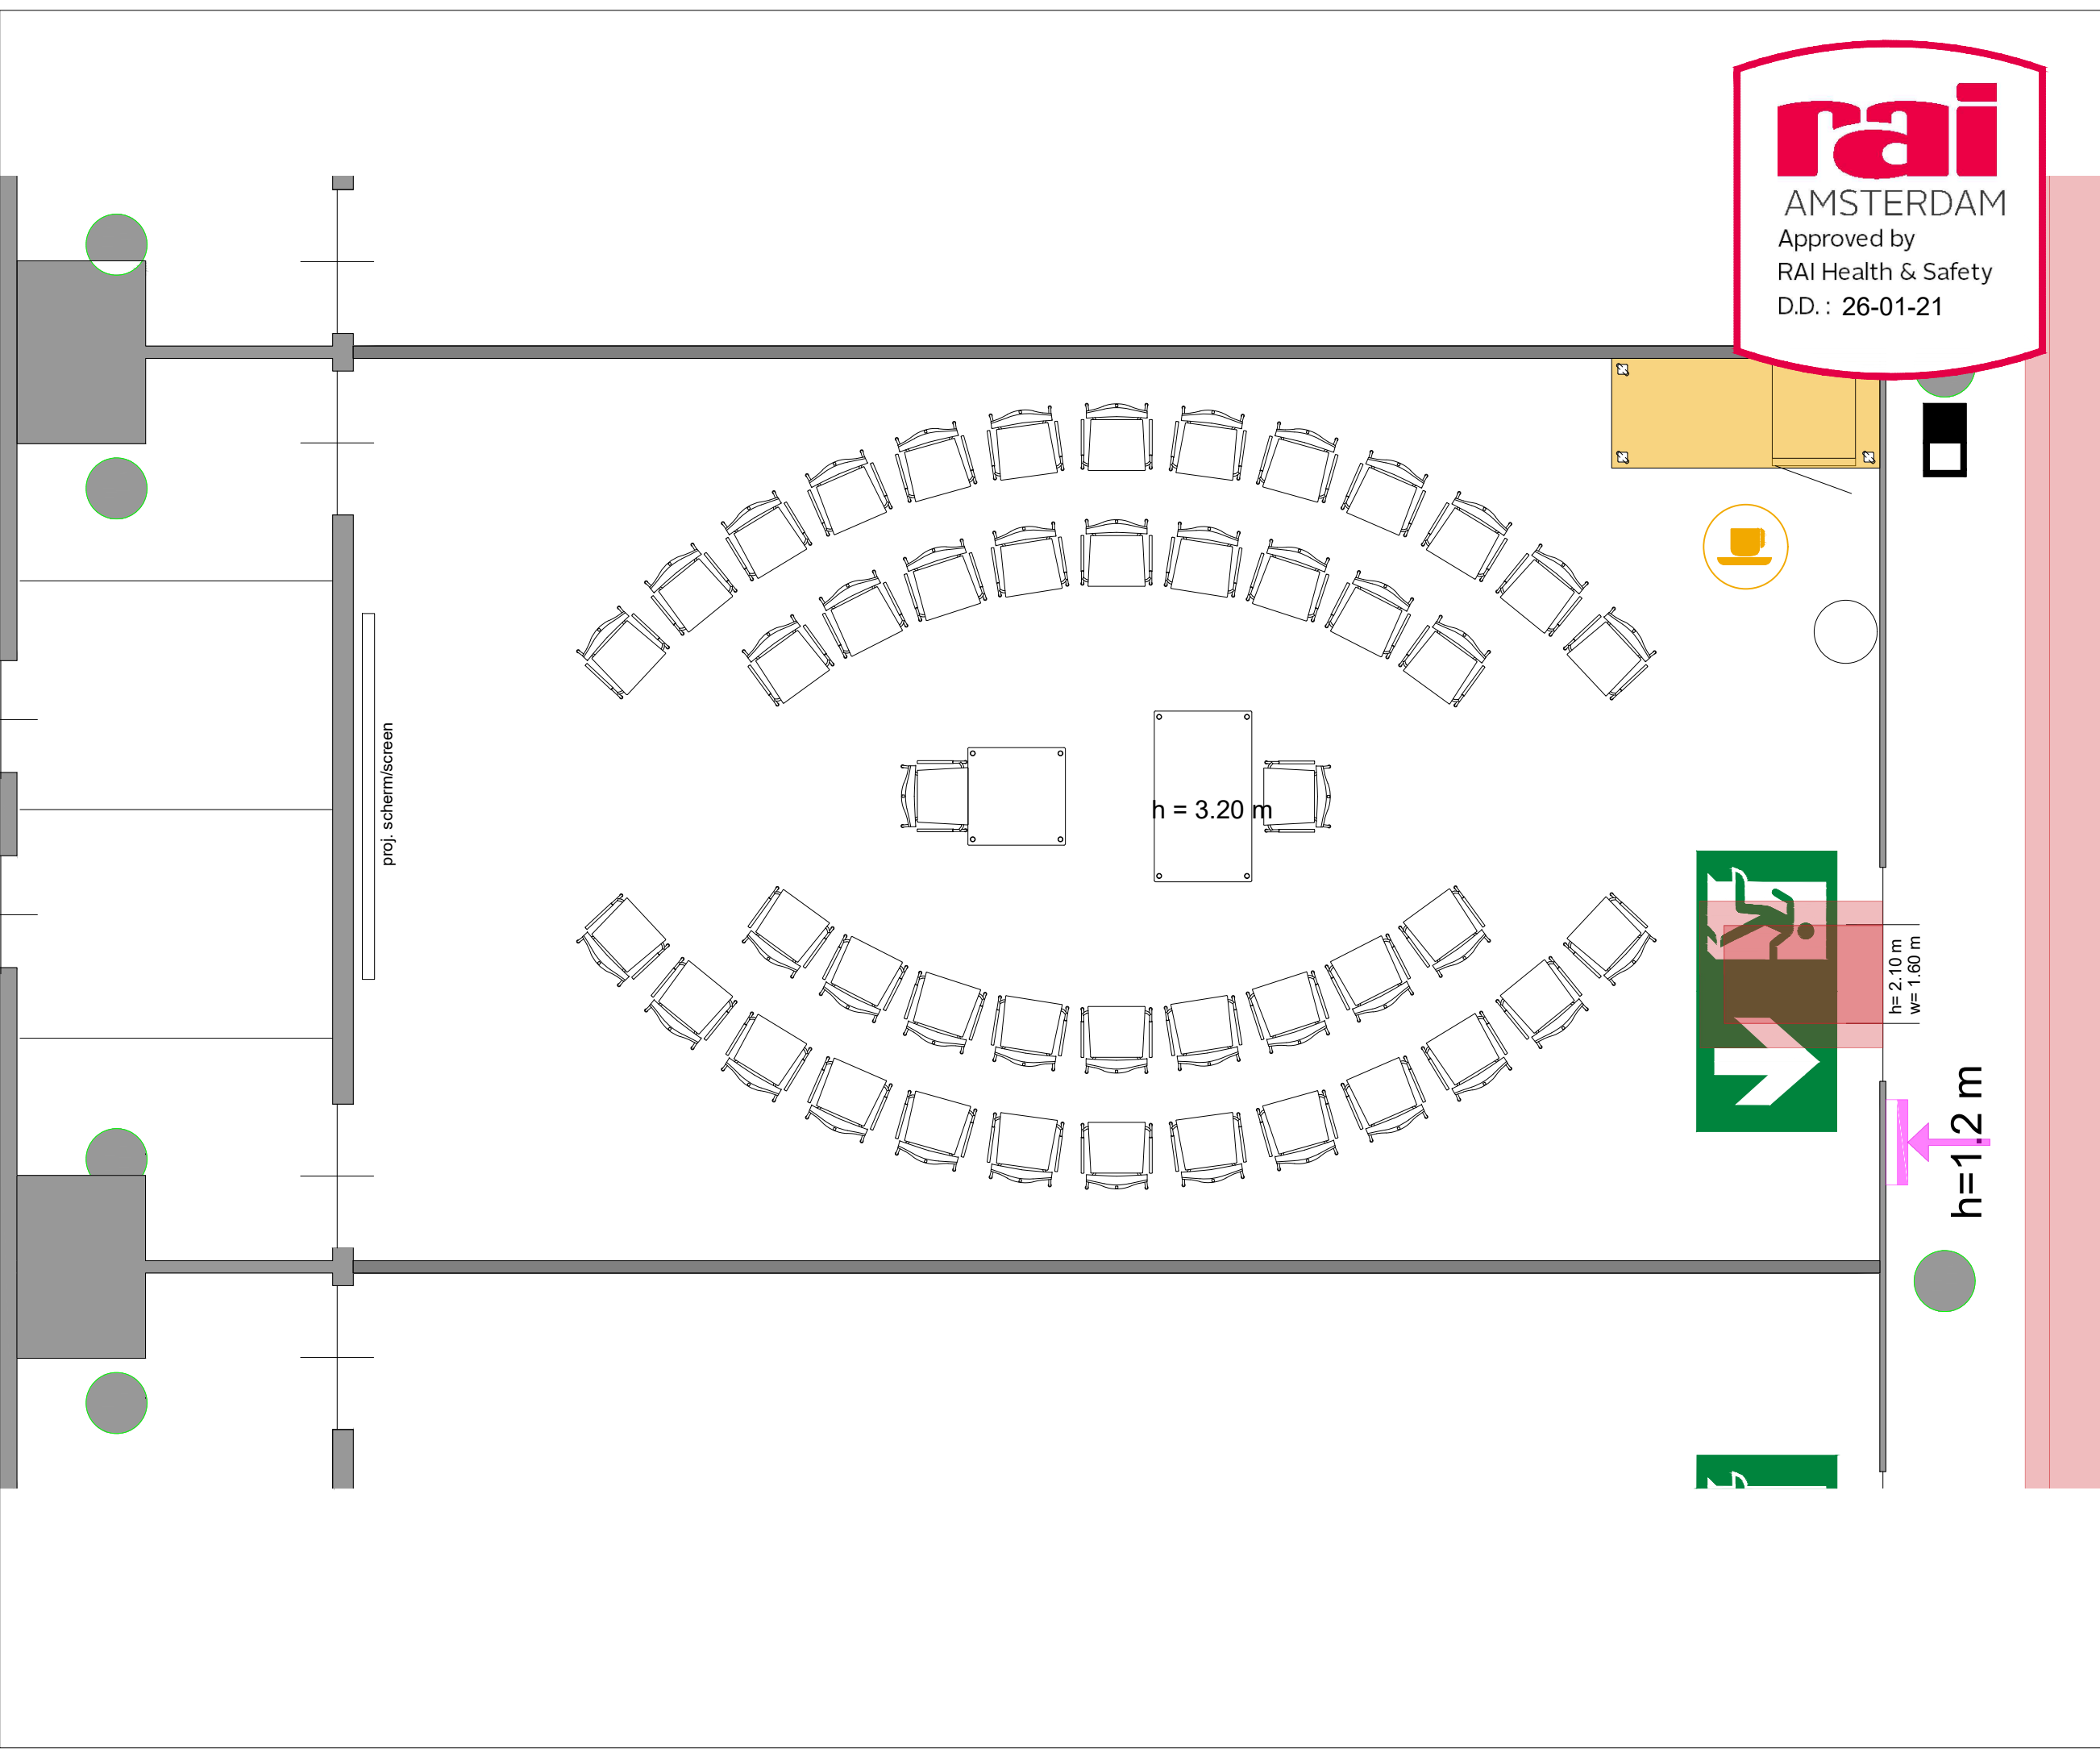 rai
AMSTERDAM
Approved by
RAI Health & Safety
D.D. : 26-01-21
proj. scherm/screen
h = 3.20 m
h= 2.10 m
w= 1.60 m
h=1.2 m